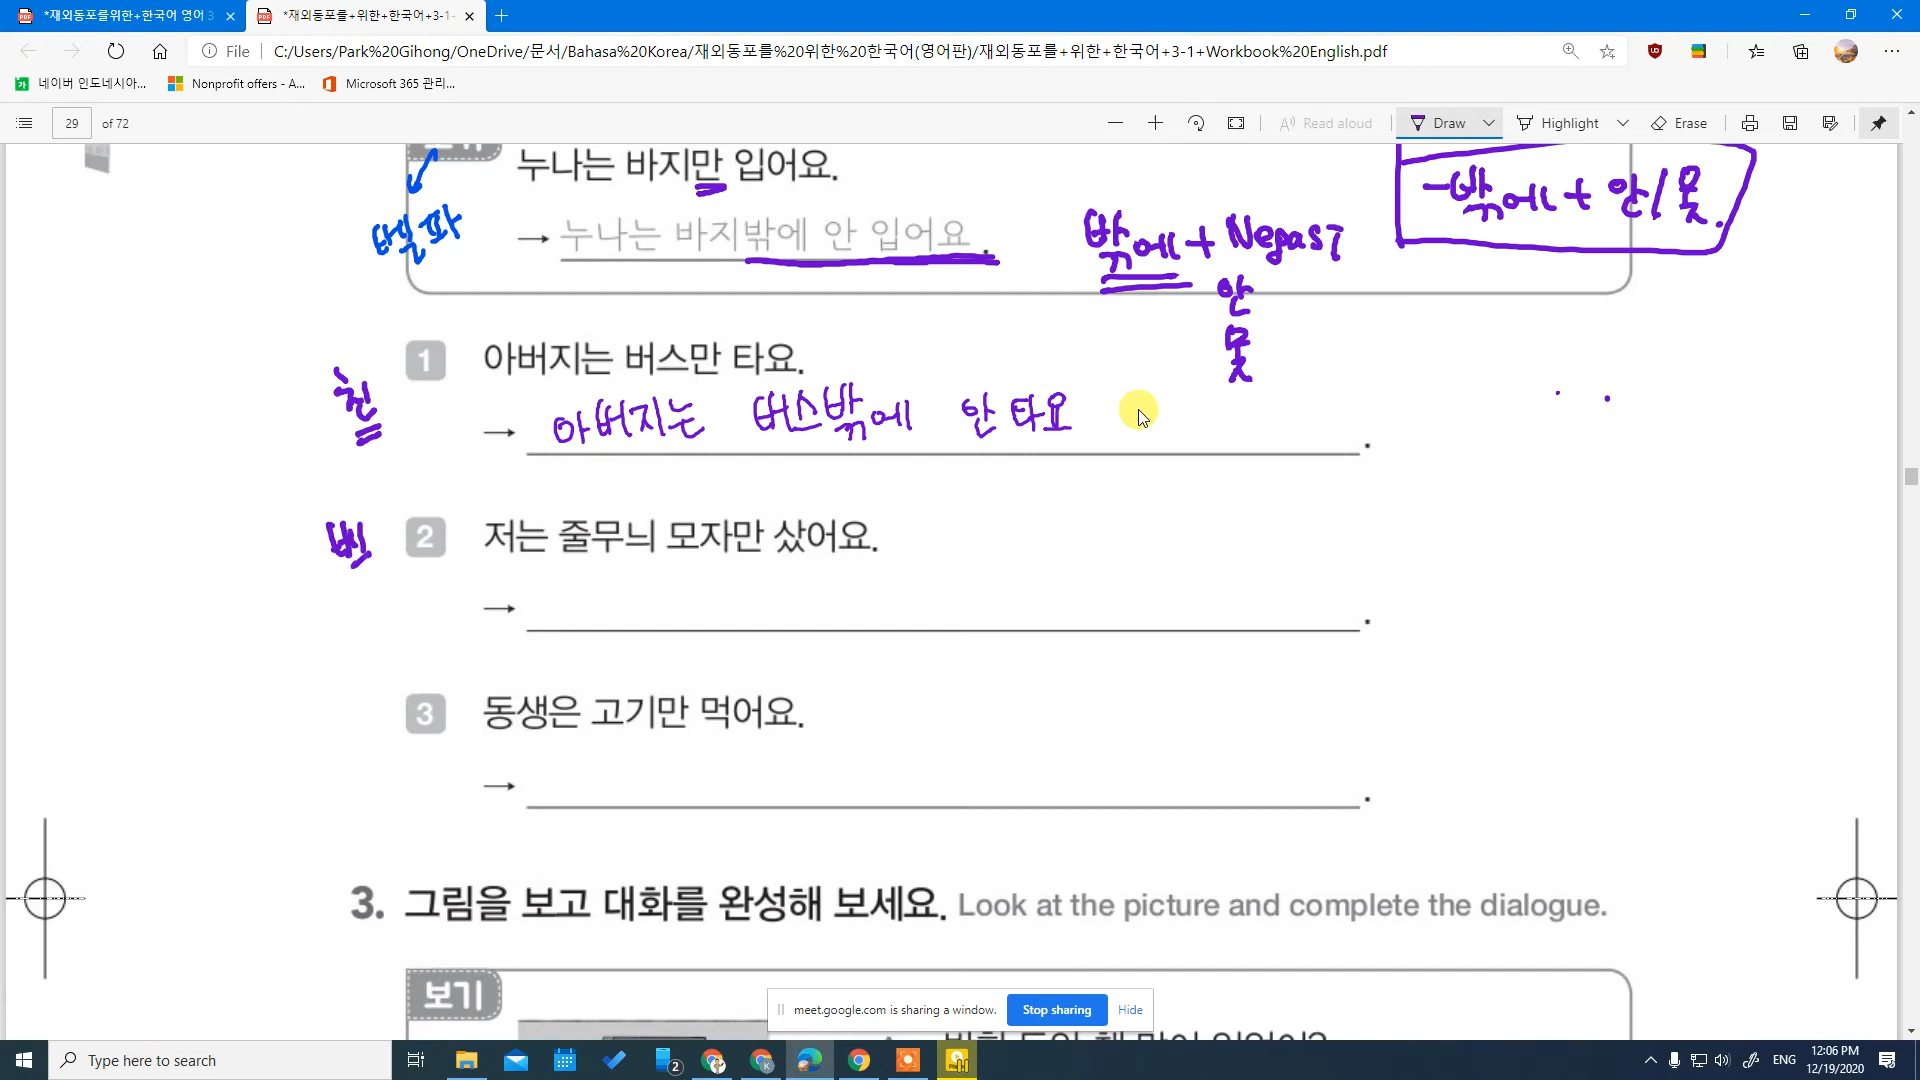 *재외동포를위한+한국어 영어 3
*재외동포를+위한+한국어+3-1+
File
C:/Users/Park%20Gihong/OneDrive/문서/Bahasa%20Korea/재외동포를%20위한%20한국어(영어판)/재외동포를+위한+한국어+3-1+Workbook%20English.pdf
네이버 인도네시아... Nonprofit offers - A... Microsoft 365 관리...
29 of 72
Read aloud Draw Highlight Erase
누나는 바지만 입어요.
-밖에+ 안/못.
→ 누나는 바지밖에 안 입어요.
밖에+ Negasi
안
못
1 아버지는 버스만 타요.
→ 아버지는 버스밖에 안 타요.
2 저는 줄무늬 모자만 샀어요.
→ .
3 동생은 고기만 먹어요.
→ .
3. 그림을 보고 대화를 완성해 보세요. Look at the picture and complete the dialogue.
보기
meet.google.com is sharing a window. Stop sharing Hide
Type here to search
2
ENG
12:06 PM
12/19/2020